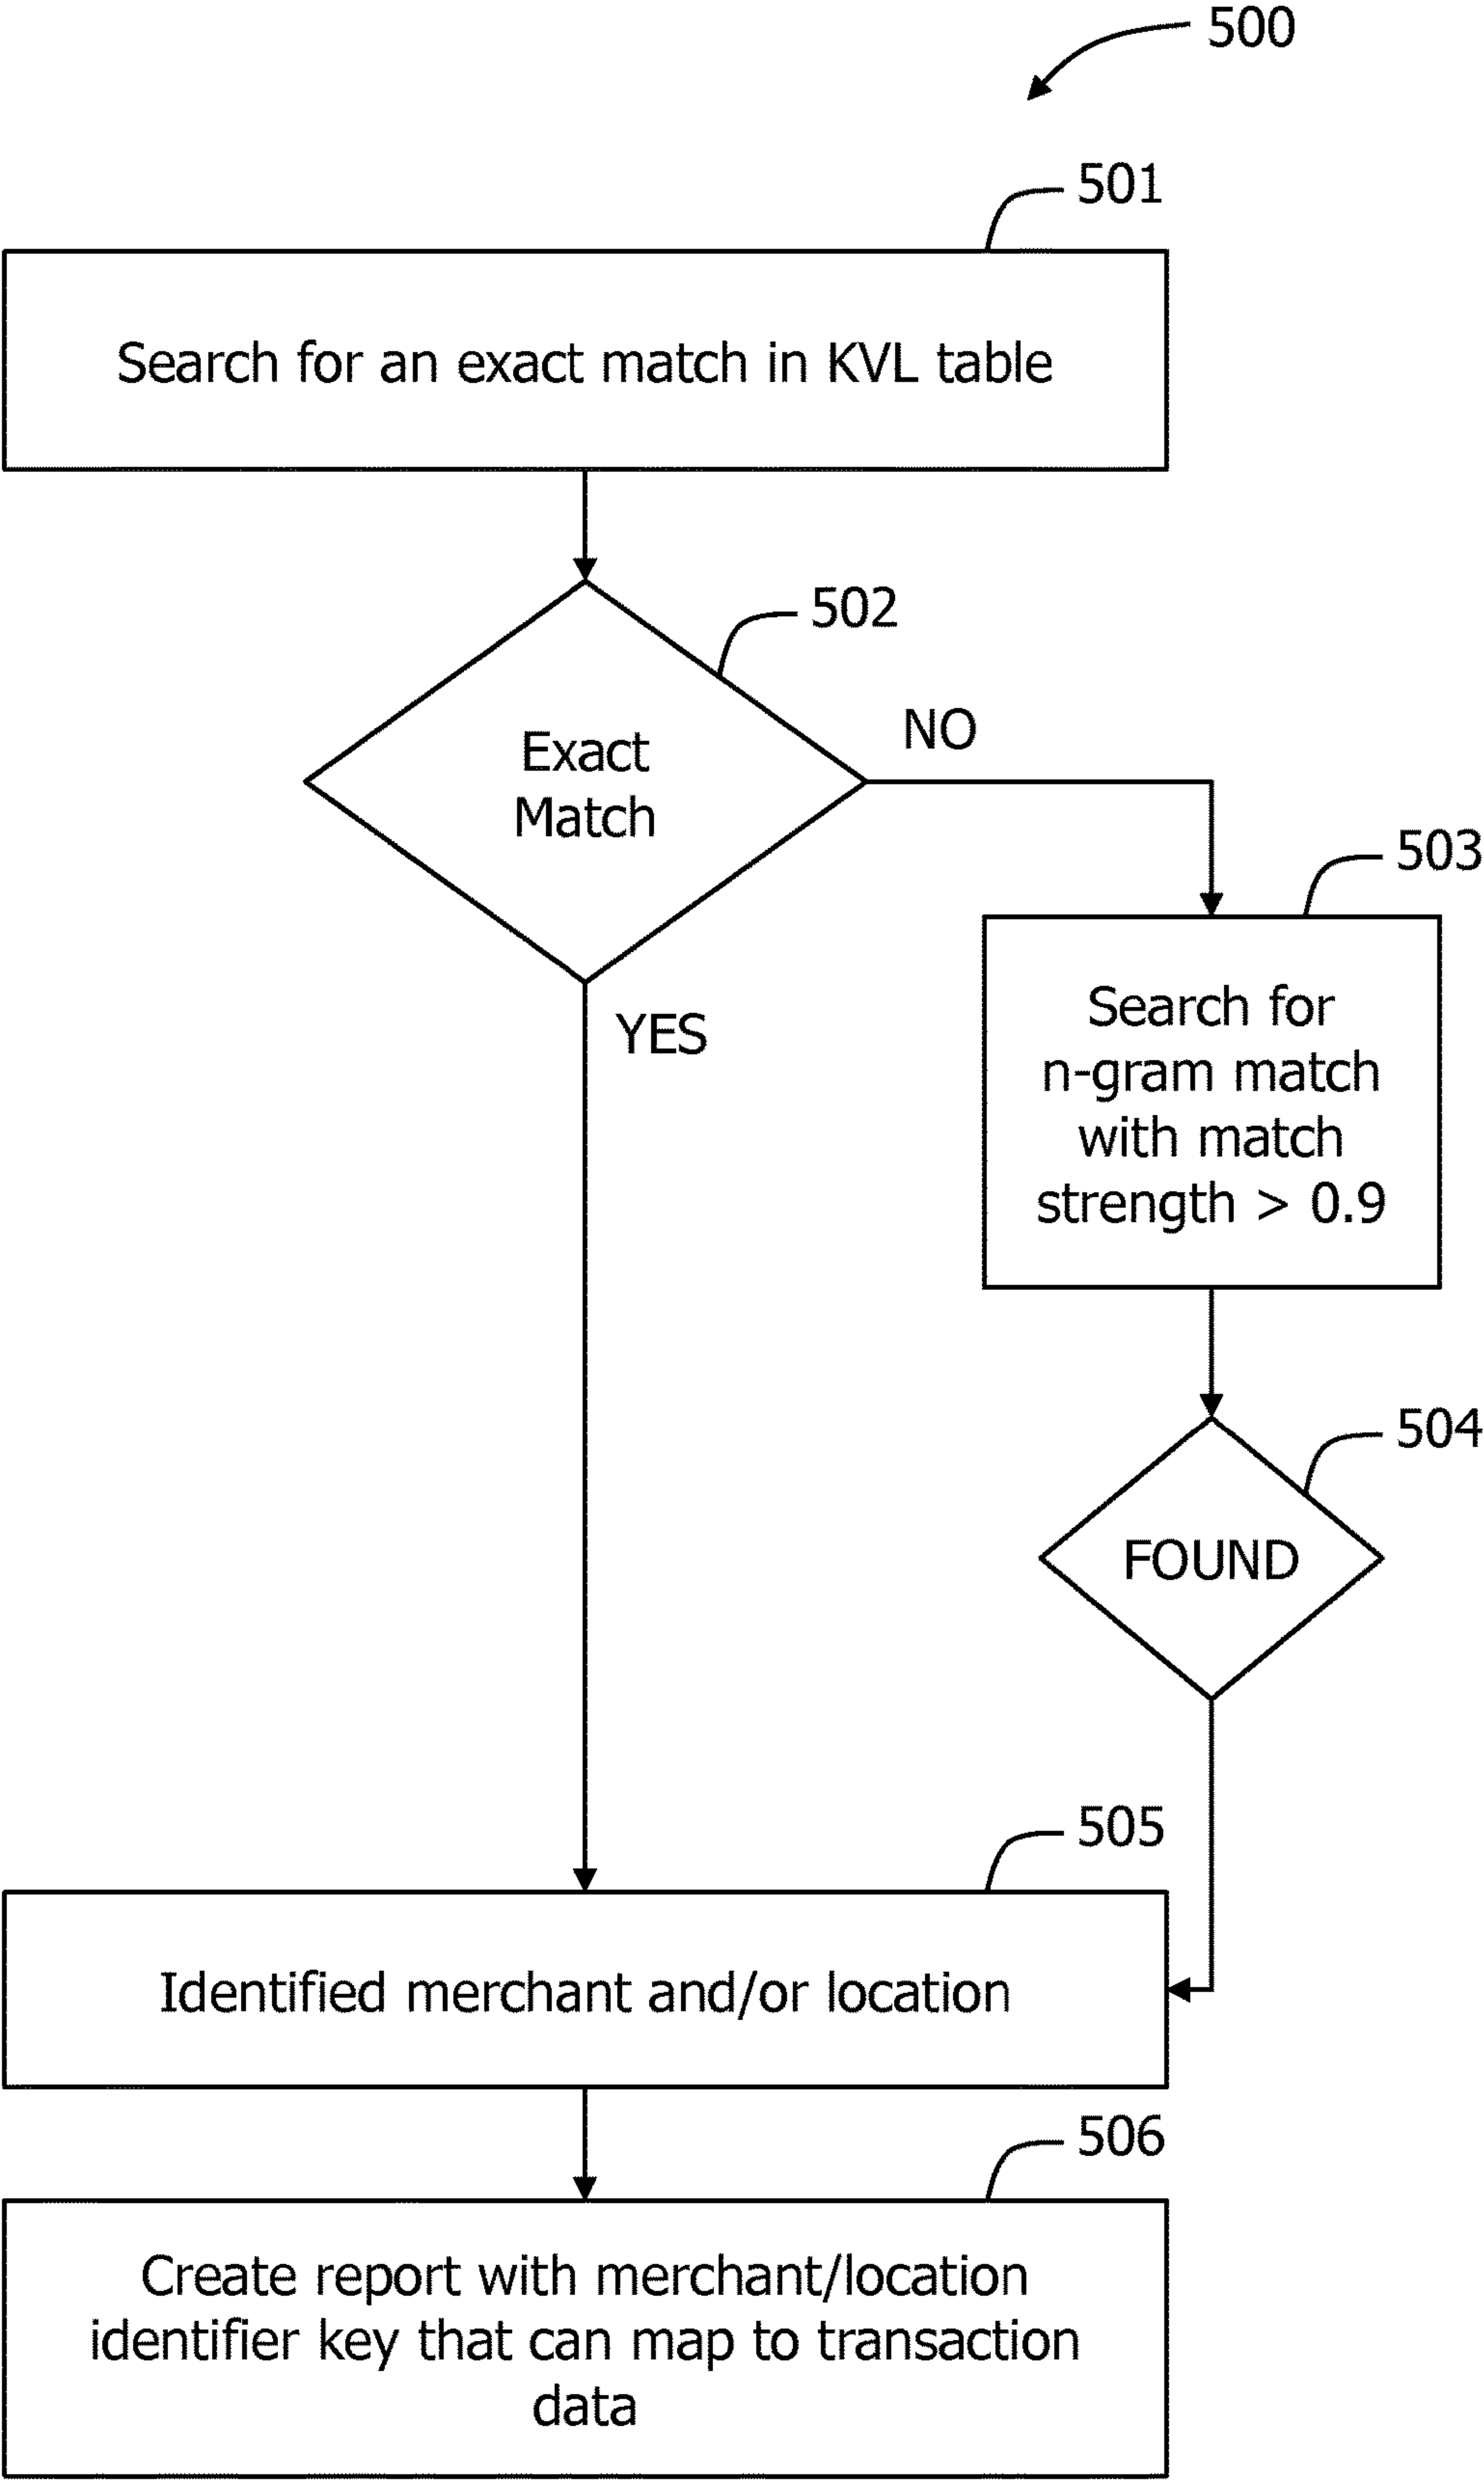 500
501
Search for an exact match in KVL table
502
Exact
Match
NO
YES
503
Search for
n-gram match
with match
strength > 0.9
504
FOUND
505
Identified merchant and/or location
506
Create report with merchant/location
identifier key that can map to transaction
data